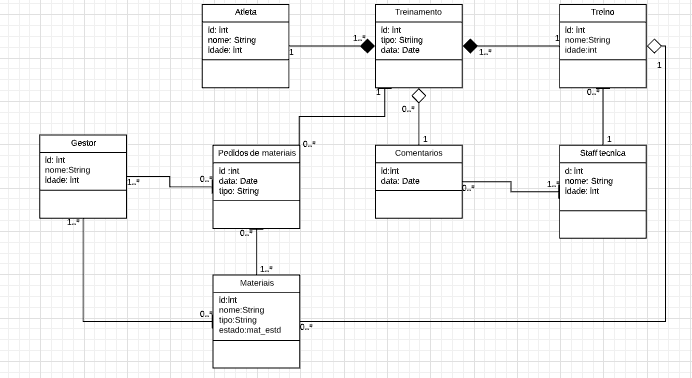 Atleta
id: int
nome: String
idade: int
1
1..*
Treinamento
id: int
tipo: Striing
data: Date
1..*
1
Treino
id: int
nome:String
idade:int
1
1
0..*
0..*
1
1
0..*
Gestor
id: int
nome:String
idade: int
1..*
0..*
Pedidos de materiais
id :int
data: Date
tipo: String
Comentarios
id:int
data: Date
0..*
1..*
Staff tecnica
d: int
nome: String
idade: int
1..*
0..*
1..*
Materiais
id:int
nome:String
tipo:String
estado:mat_estd
0..*
0..*